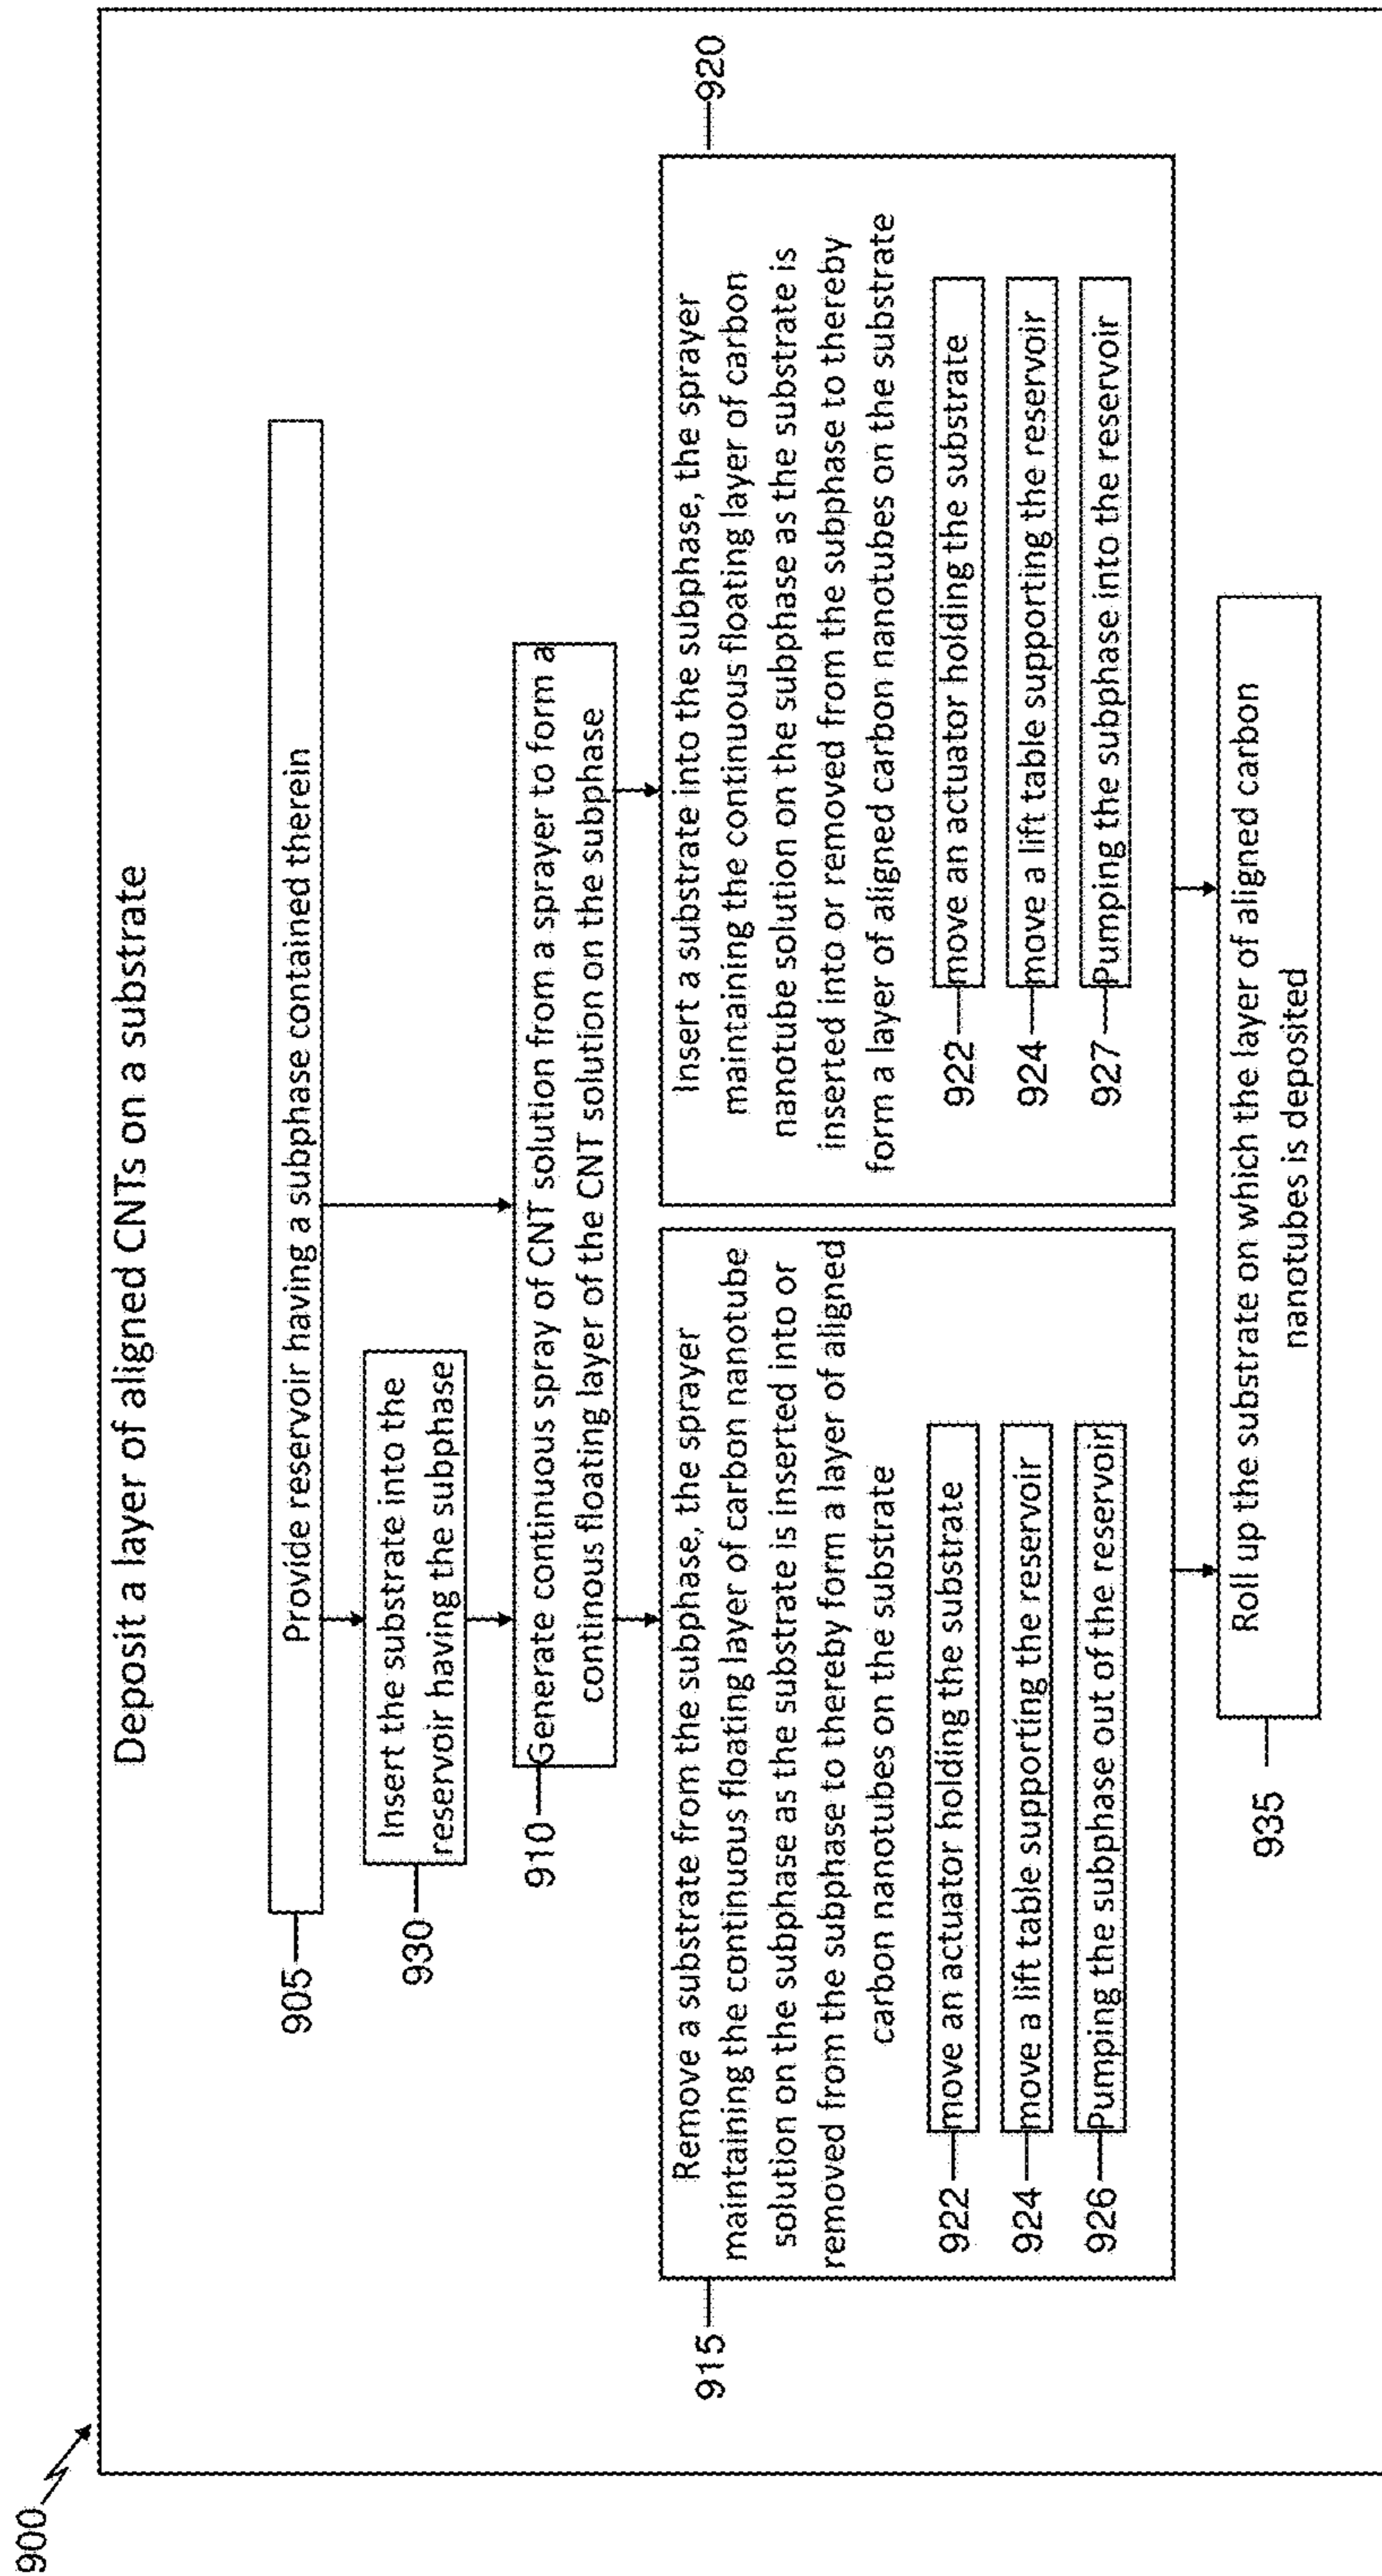 900
Deposit a layer of aligned CNTs on a substrate
905
Provide reservoir having a subphase contained therein
930
Insert the substrate into the
reservoir having the subphase
910
Generate continuous spray of CNT solution from a sprayer to form a
continous floating layer of the CNT solution on the subphase
915
Remove a substrate from the subphase, the sprayer
maintaining the continuous floating layer of carbon nanotube
solution on the subphase as the substrate is inserted into or
removed from the subphase to thereby form a layer of aligned
carbon nanotubes on the substrate
922
move an actuator holding the substrate
924
move a lift table supporting the reservoir
926
Pumping the subphase out of the reservoir
920
Insert a substrate into the subphase, the sprayer
maintaining the continuous floating layer of carbon
nanotube solution on the subphase as the substrate is
inserted into or removed from the subphase to thereby
form a layer of aligned carbon nanotubes on the substrate
922
move an actuator holding the substrate
924
move a lift table supporting the reservoir
927
Pumping the subphase into the reservoir
935
Roll up the substrate on which the layer of aligned carbon
nanotubes is deposited